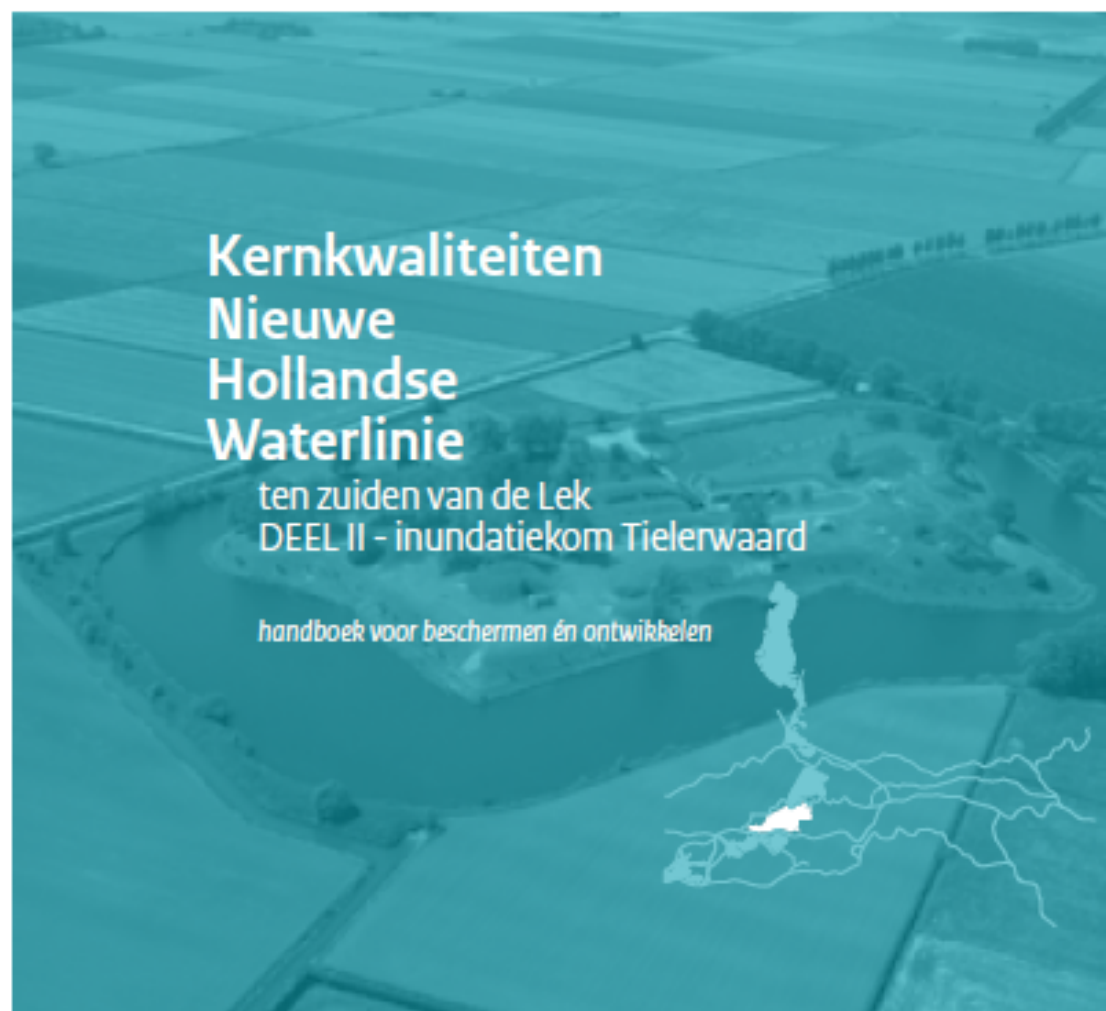 Kernkwaliteiten
Nieuwe
Hollandse
Waterlinie
ten zuiden van de Lek
DEEL II - inundatiekom Tielerwaard
handboek voor beschermen én ontwikkelen